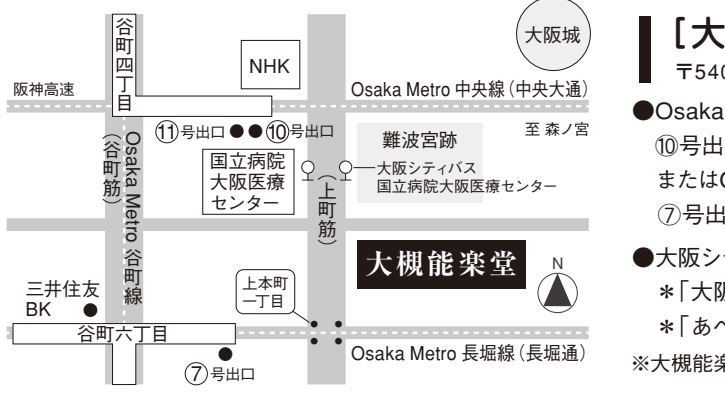 谷町四丁目
NHK
大阪城
阪神高速
Osaka Metro 中央線（中央大通）
⑪号出口 ●●⑩号出口
至 森ノ宮
難波宮跡
国立病院
大阪医療
センター
大阪シティバス
国立病院大阪医療センター
（谷町筋）
Osaka Metro 谷町線
（上町筋）
大槻能楽堂
N
上本町
一丁目
三井住友
BK ●
谷町六丁目
Osaka Metro 長堀線（長堀通）
⑦号出口
［大
〒540
●Osaka
⑩号出
または
⑦号出
●大阪シ
＊「大阪
＊「あべ
※大槻能楽